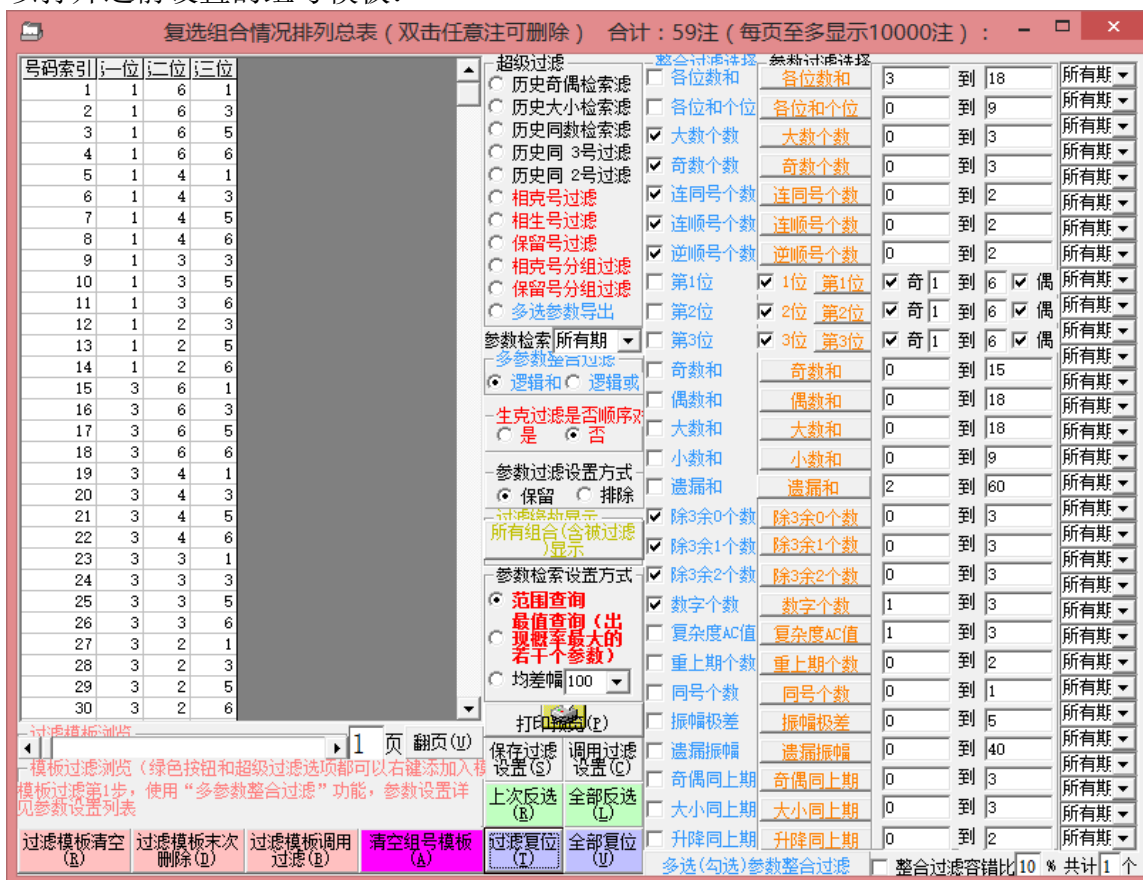 复选组合情况排列总表（双击任意注可删除） 合计：59注（每页至多显示10000注）：
号码索引 一位 二位 三位
1 1 6 1
2 1 6 3
3 1 6 5
4 1 6 6
5 1 4 1
6 1 4 3
7 1 4 5
8 1 4 6
9 1 3 3
10 1 3 5
11 1 3 6
12 1 2 3
13 1 2 5
14 1 2 6
15 3 6 1
16 3 6 3
17 3 6 5
18 3 6 6
19 3 4 1
20 3 4 3
21 3 4 5
22 3 4 6
23 3 3 1
24 3 3 3
25 3 3 5
26 3 3 6
27 3 2 1
28 3 2 3
29 3 2 5
30 3 2 6
过滤模板浏览
1 页 翻页(U)
模板过滤浏览（绿色按钮和超级过滤选项都可以右键添加入模
模板过滤第1步，使用“多参数整合过滤”功能，参数设置详
见参数设置列表
过滤模板清空(R) 过滤模板末次删除(D) 过滤模板调用过滤(B) 清空组号模板(A)
超级过滤
历史奇偶检索滤
历史大小检索滤
历史同数检索滤
历史同 3号过滤
历史同 2号过滤
相克号过滤
相生号过滤
保留号过滤
相克号分组过滤
保留号分组过滤
多选参数导出
参数检索 所有期
多参数整合过滤
逻辑和 逻辑或
生克过滤是否顺序对
是 否
参数过滤设置方式
保留 排除
所有组合(含被过滤
)显示
参数检索设置方式
范围查询
最值查询（出
现概率最大的
若干个参数）
均差幅 100
打印预览(P)
保存过滤设置(S) 调用过滤设置(C)
上次反选(R) 全部反选(L)
过滤复位(T) 全部复位(U)
整合过滤选择 参数过滤选择
各位数和 各位数和 3 到 18 所有期
各位和个位 各位和个位 0 到 9 所有期
大数个数 大数个数 0 到 3 所有期
奇数个数 奇数个数 0 到 3 所有期
连同号个数 连同号个数 0 到 2 所有期
连顺号个数 连顺号个数 0 到 2 所有期
逆顺号个数 逆顺号个数 0 到 2 所有期
第1位 1位 第1位 奇 1 到 6 偶 所有期
第2位 2位 第2位 奇 1 到 6 偶 所有期
第3位 3位 第3位 奇 1 到 6 偶 所有期
奇数和 奇数和 0 到 15 所有期
偶数和 偶数和 0 到 18 所有期
大数和 大数和 0 到 18 所有期
小数和 小数和 0 到 9 所有期
遗漏和 遗漏和 2 到 60 所有期
除3余0个数 除3余0个数 0 到 3 所有期
除3余1个数 除3余1个数 0 到 3 所有期
除3余2个数 除3余2个数 0 到 3 所有期
数字个数 数字个数 1 到 3 所有期
复杂度AC值 复杂度AC值 1 到 3 所有期
重上期个数 重上期个数 0 到 2 所有期
同号个数 同号个数 0 到 1 所有期
振幅极差 振幅极差 0 到 5 所有期
遗漏振幅 遗漏振幅 0 到 40 所有期
奇偶同上期 奇偶同上期 0 到 3 所有期
大小同上期 大小同上期 0 到 3 所有期
升降同上期 升降同上期 0 到 2 所有期
多选(勾选)参数整合过滤 整合过滤容错比 10 % 共计 1 个